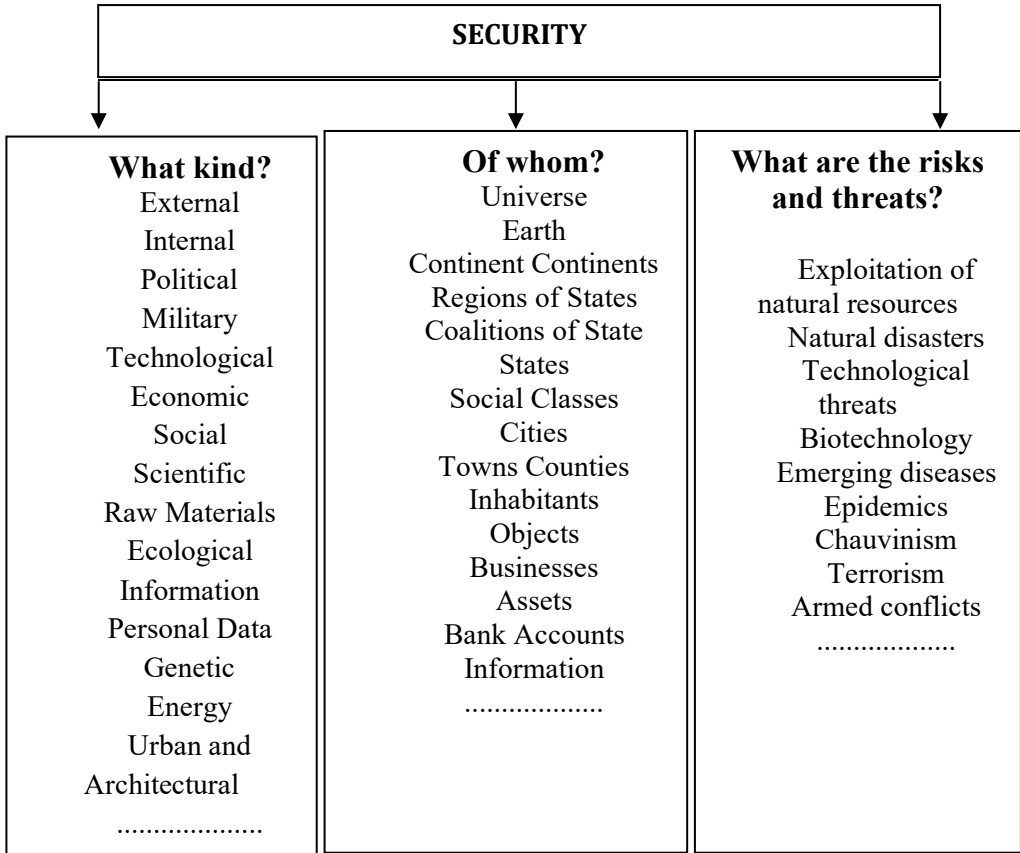 SECURITY
What kind?
External
Internal
Political
Military
Technological
Economic
Social
Scientific
Raw Materials
Ecological
Information
Personal Data
Genetic
Energy
Urban and
Architectural
.....................
Of whom?
Universe
Earth
Continent Continents
Regions of States
Coalitions of State
States
Social Classes
Cities
Towns Counties
Inhabitants
Objects
Businesses
Assets
Bank Accounts
Information
...................
What are the risks
and threats?
Exploitation of
natural resources
Natural disasters
Technological
threats
Biotechnology
Emerging diseases
Epidemics
Chauvinism
Terrorism
Armed conflicts
...................